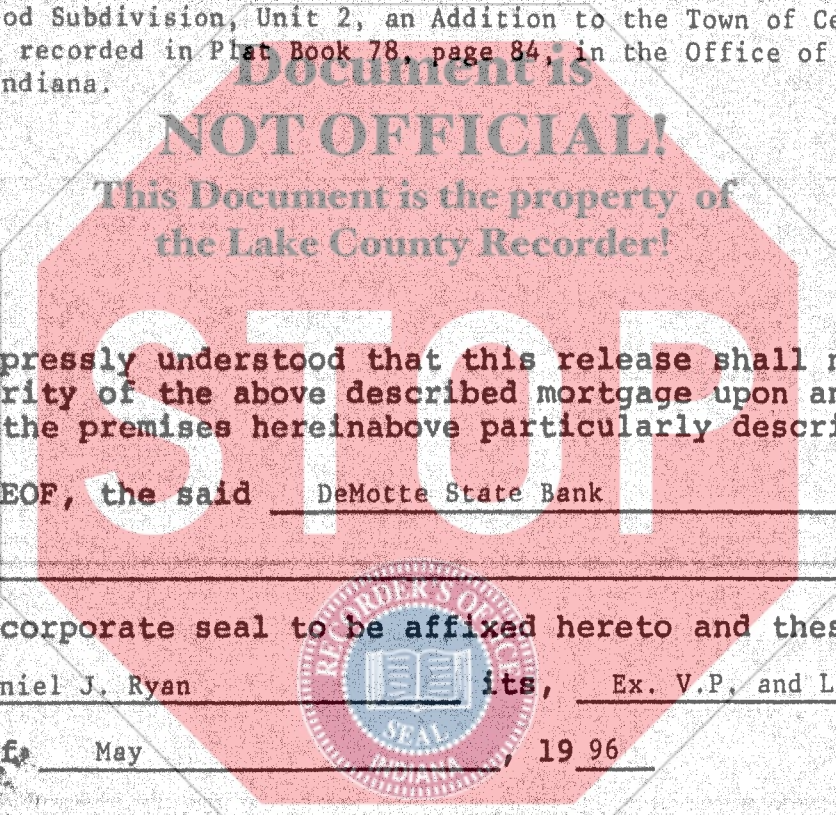 od Subdivision, Unit 2, an Addition to the Town of Ce
recorded in Plat Book 78, page 84, in the Office of
ndiana.
Document is
NOT OFFICIAL!
This Document is the property of
the Lake County Recorder!
STOP
pressly understood that this release shall
rity of the above described mortgage upon an
the premises hereinabove particularly descri
EOF, the said DeMotte State Bank
corporate seal to be affixed hereto and thes
niel J. Ryan its, Ex. V.P. and L
f May, 19 96
RECORDER'S OFFICE
SEAL
INDIANA